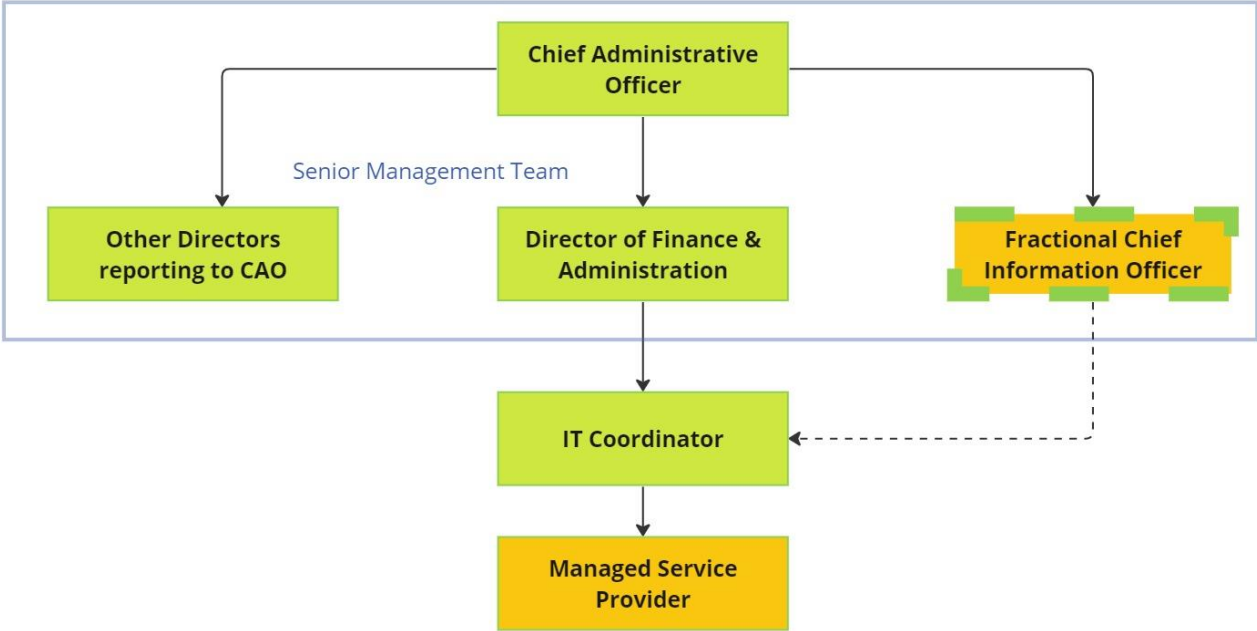 Chief Administrative
Officer
Senior Management Team
Other Directors
reporting to CAO
Director of Finance &
Administration
Fractional Chief
Information Officer
IT Coordinator
Managed Service
Provider